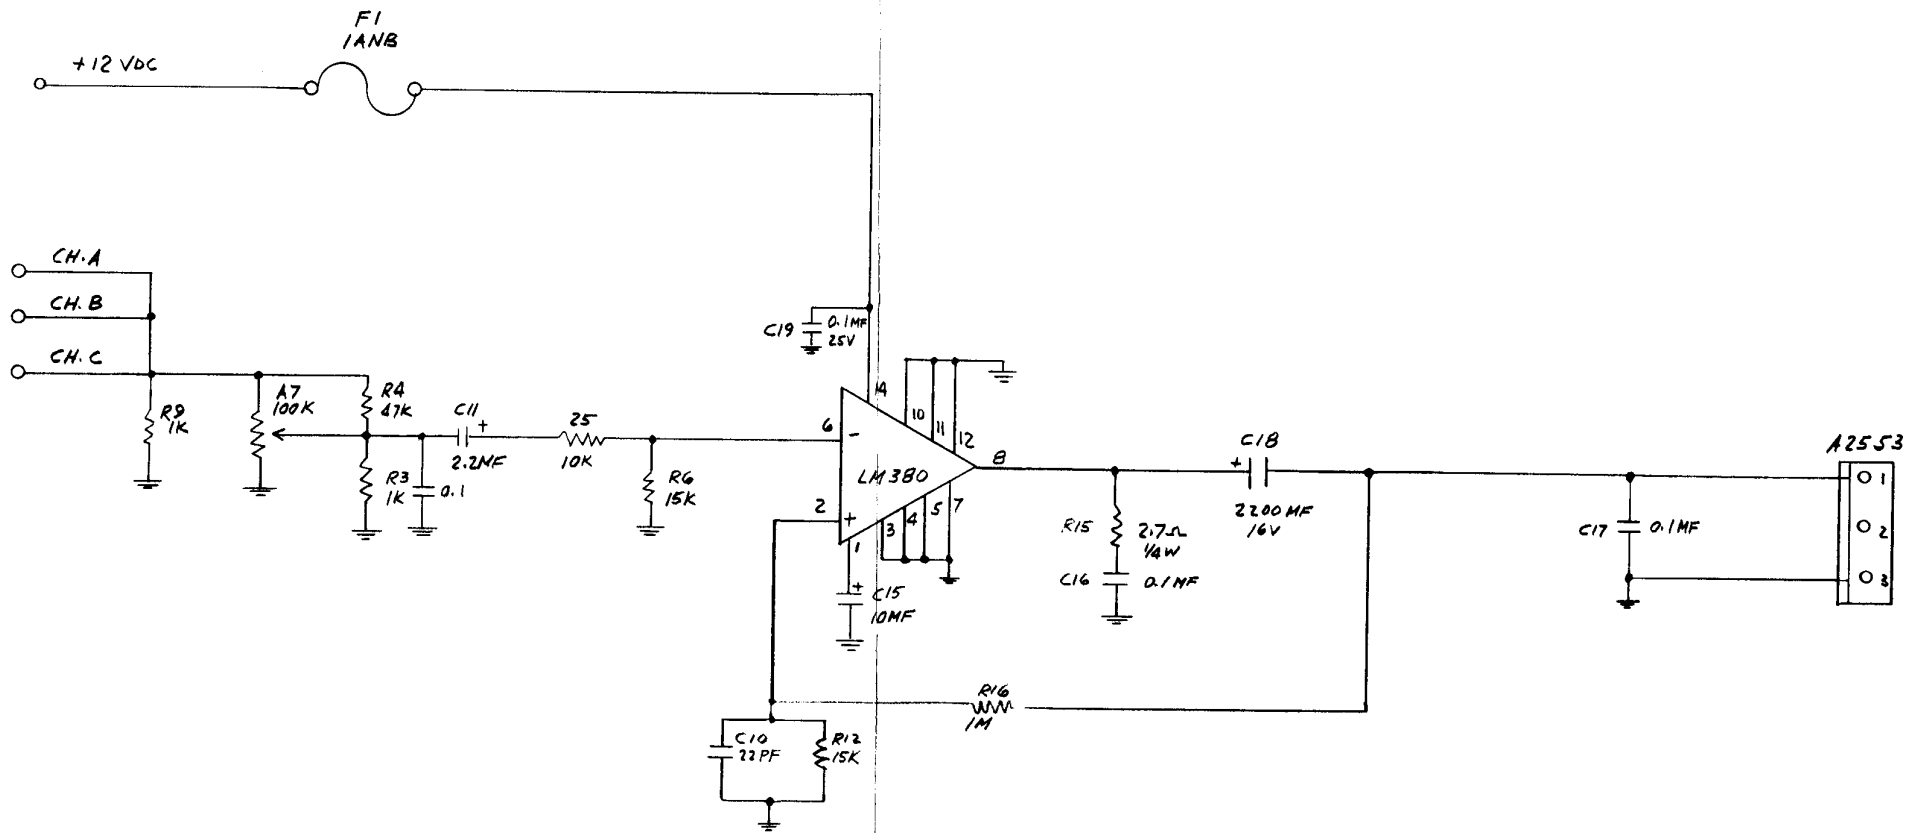 F1
1ANB
+12 VDC
CH.A
CH.B
CH.C
C19
0.1MF
25V
R9
1K
A7
100K
R4
47K
C11
+
2.2MF
25
10K
R3
1K
0.1
R6
15K
6
-
2
+
LM380
4
10
11
12
8
3
4
5
7
1
+
C15
10MF
C18
+
2200MF
16V
R15
2.7Ω
1/4W
C16
0.1MF
C17
0.1MF
A2553
1
2
3
R16
1M
C10
22PF
R12
15K